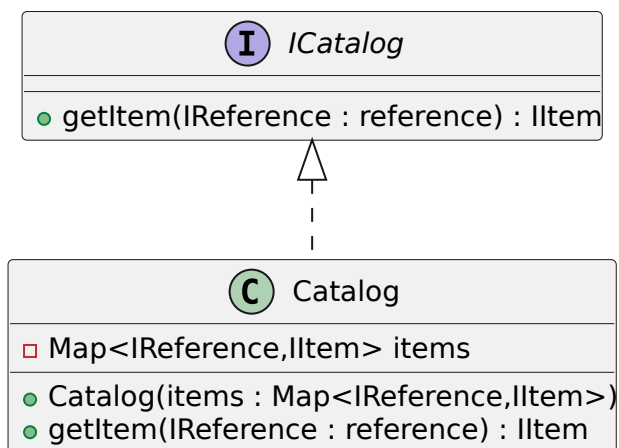 I ICatalog
getItem(IReference : reference) : IItem
C Catalog
Map<IReference,IItem> items
Catalog(items : Map<IReference,IItem>)
getItem(IReference : reference) : IItem